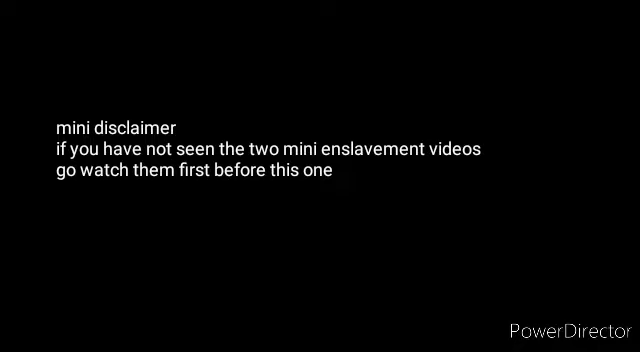 mini disclaimer
if you have not seen the two mini enslavement videos
go watch them first before this one
PowerDirector